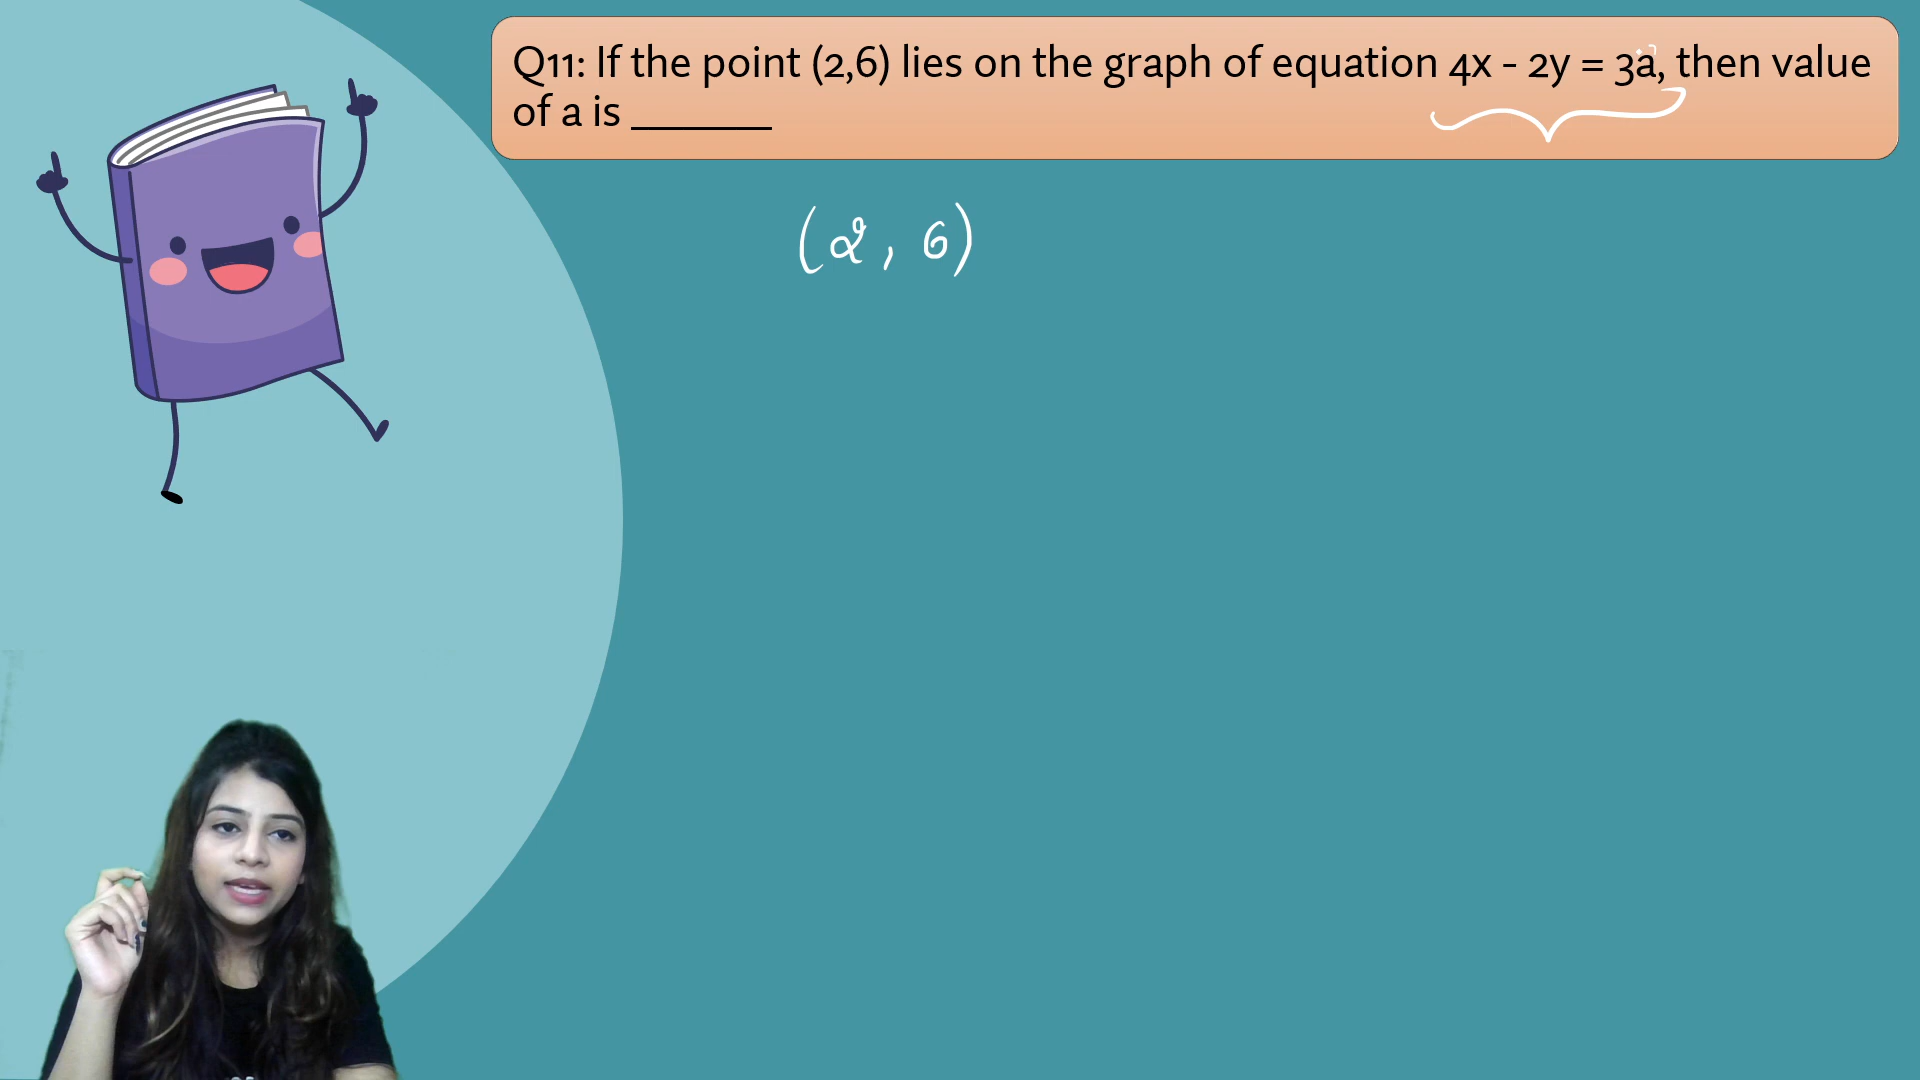 Q11: If the point (2,6) lies on the graph of equation 4x - 2y = 3a, then value
of a is _______
(2, 6)